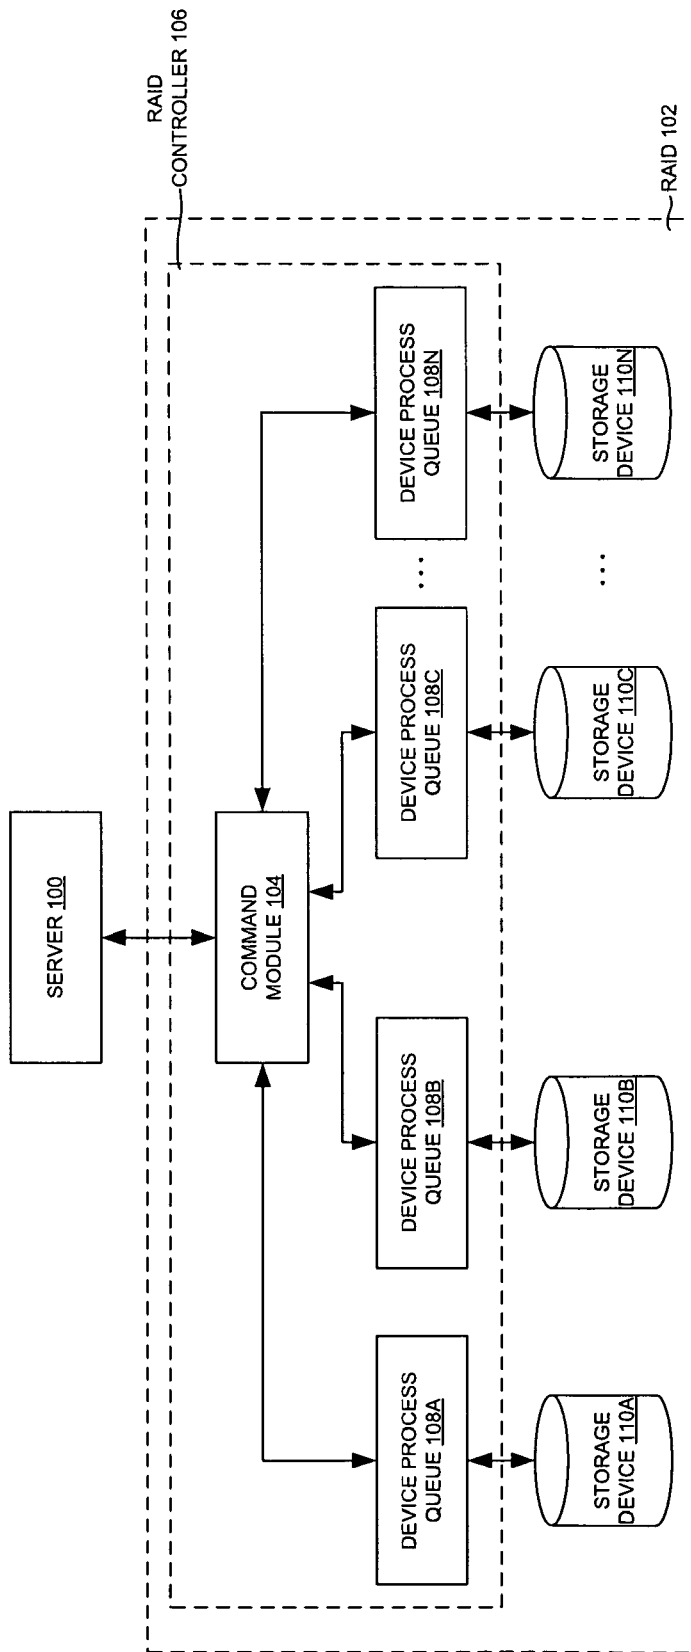 SERVER 100
RAID
CONTROLLER 106
COMMAND
MODULE 104
DEVICE PROCESS
QUEUE 108A
DEVICE PROCESS
QUEUE 108B
DEVICE PROCESS
QUEUE 108C
...
DEVICE PROCESS
QUEUE 108N
STORAGE
DEVICE 110A
STORAGE
DEVICE 110B
STORAGE
DEVICE 110C
...
STORAGE
DEVICE 110N
RAID 102